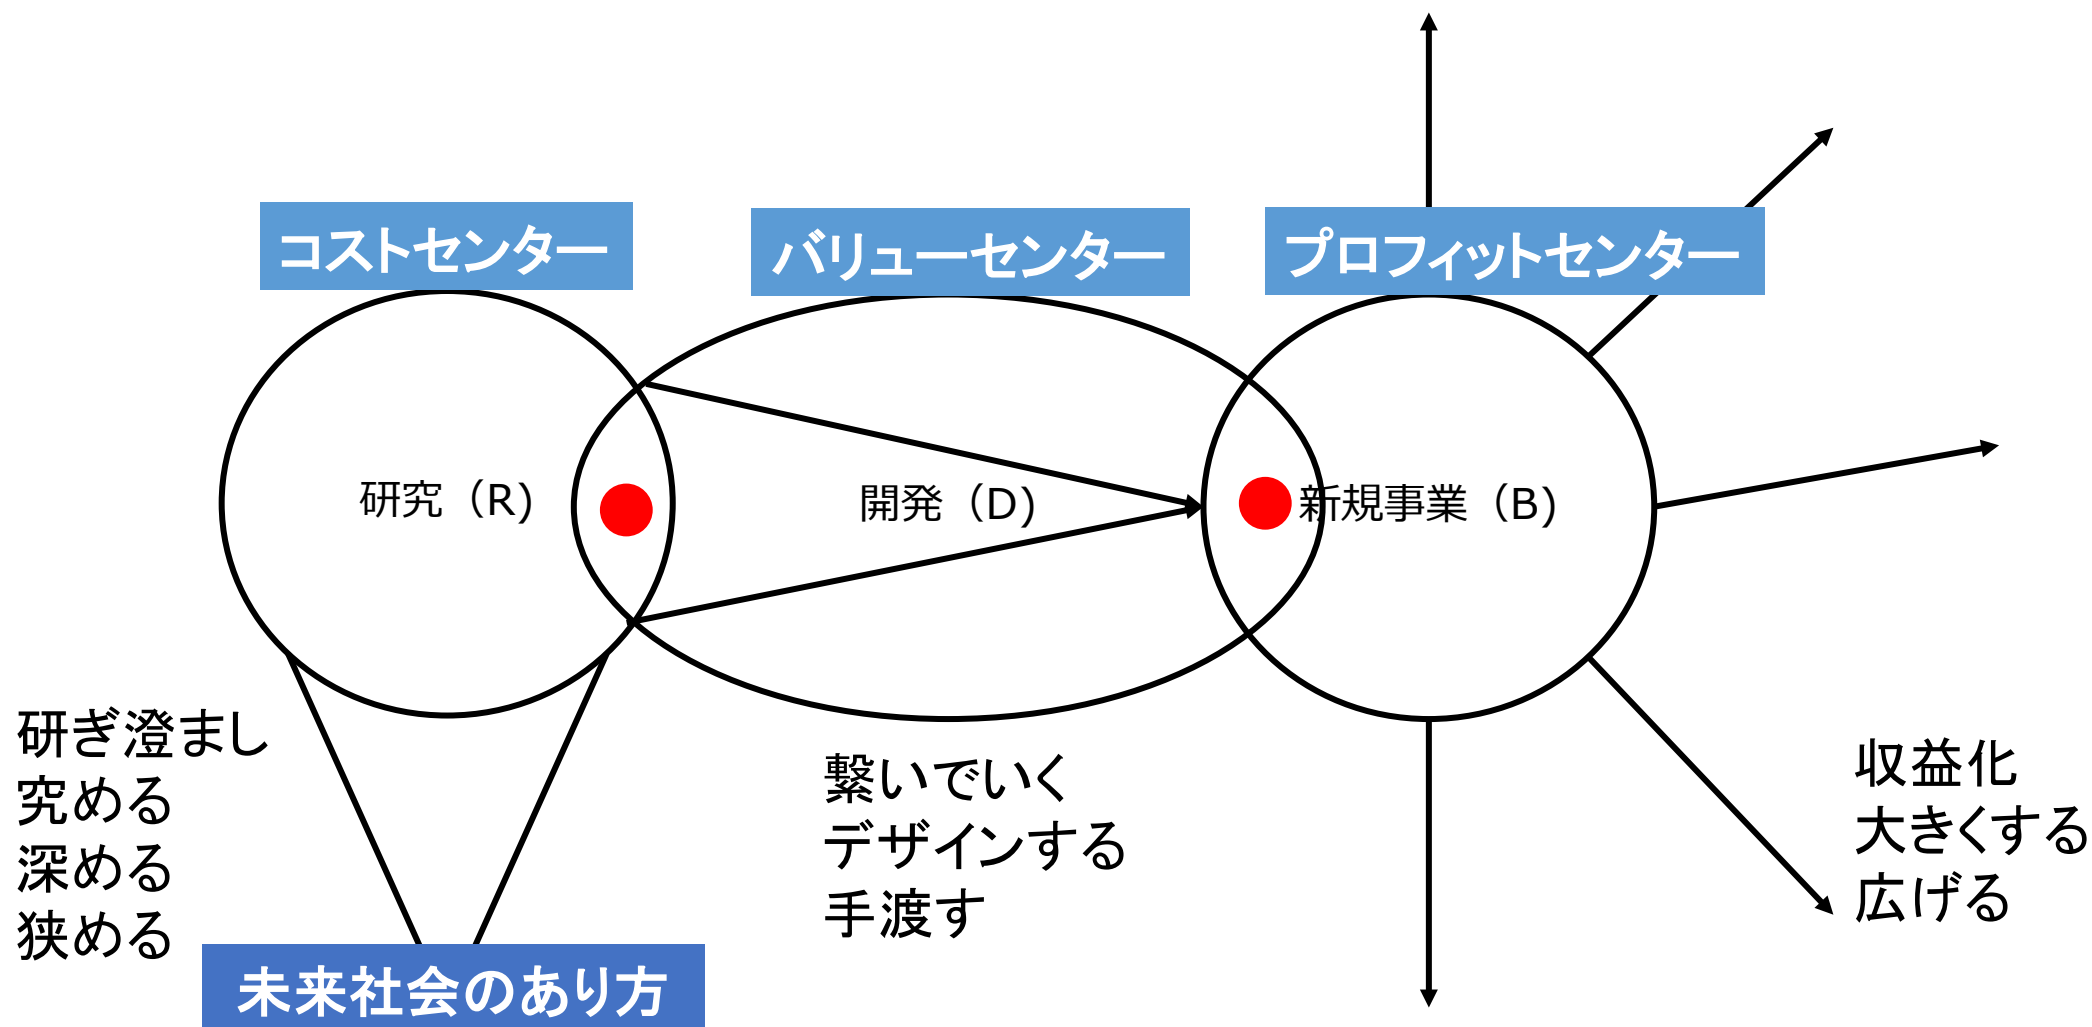 コストセンター
バリューセンター
プロフィットセンター
研究（R)
開発（D)
新規事業（B)
研ぎ澄まし
究める
深める
狭める
繋いでいく
デザインする
手渡す
収益化
大きくする
広げる
未来社会のあり方